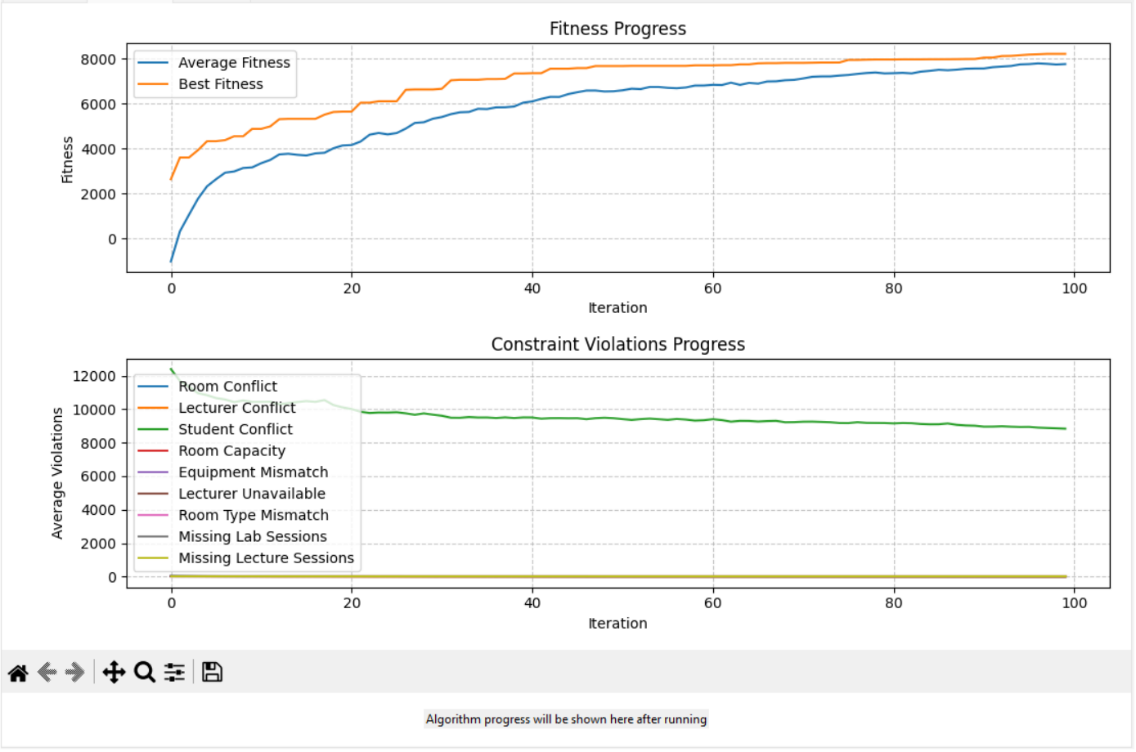 Fitness Progress
Average Fitness
Best Fitness
8000
6000
4000
2000
0
Fitness
0 20 40 60 80 100
Iteration
Constraint Violations Progress
12000
10000
8000
6000
4000
2000
0
Average Violations
Room Conflict
Lecturer Conflict
Student Conflict
Room Capacity
Equipment Mismatch
Lecturer Unavailable
Room Type Mismatch
Missing Lab Sessions
Missing Lecture Sessions
0 20 40 60 80 100
Iteration
Algorithm progress will be shown here after running